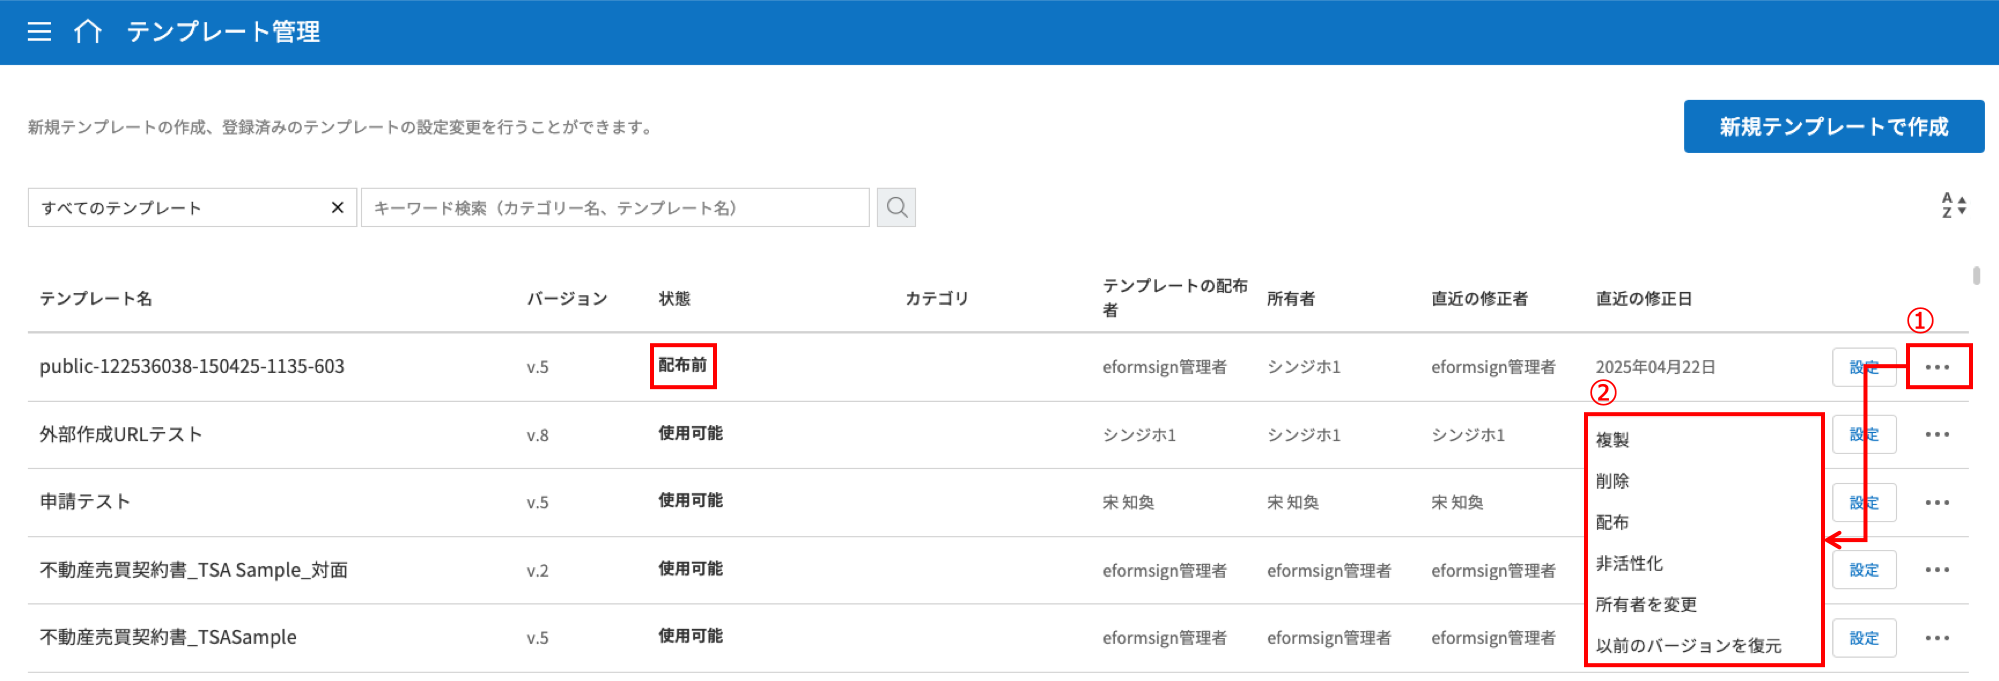 テンプレート管理
新規テンプレートの作成、登録済みのテンプレートの設定変更を行うことができます。
新規テンプレートで作成
すべてのテンプレート ×
キーワード検索（カテゴリー名、テンプレート名）
A
Z
テンプレート名 バージョン 状態 カテゴリ テンプレートの配布者 所有者 直近の修正者 直近の修正日
①
public-122536038-150425-1135-603 v.5 配布前 eformsign管理者 シンジホ1 eformsign管理者 2025年04月22日 設定 •••
②
外部作成URLテスト v.8 使用可能 シンジホ1 シンジホ1 シンジホ1 設定 •••
申請テスト v.5 使用可能 宋 知奐 宋 知奐 宋 知奐 設定 •••
不動産売買契約書_TSA Sample_対面 v.2 使用可能 eformsign管理者 eformsign管理者 eformsign管理者 設定 •••
不動産売買契約書_TSASample v.5 使用可能 eformsign管理者 eformsign管理者 eformsign管理者 設定 •••
複製
削除
配布
非活性化
所有者を変更
以前のバージョンを復元